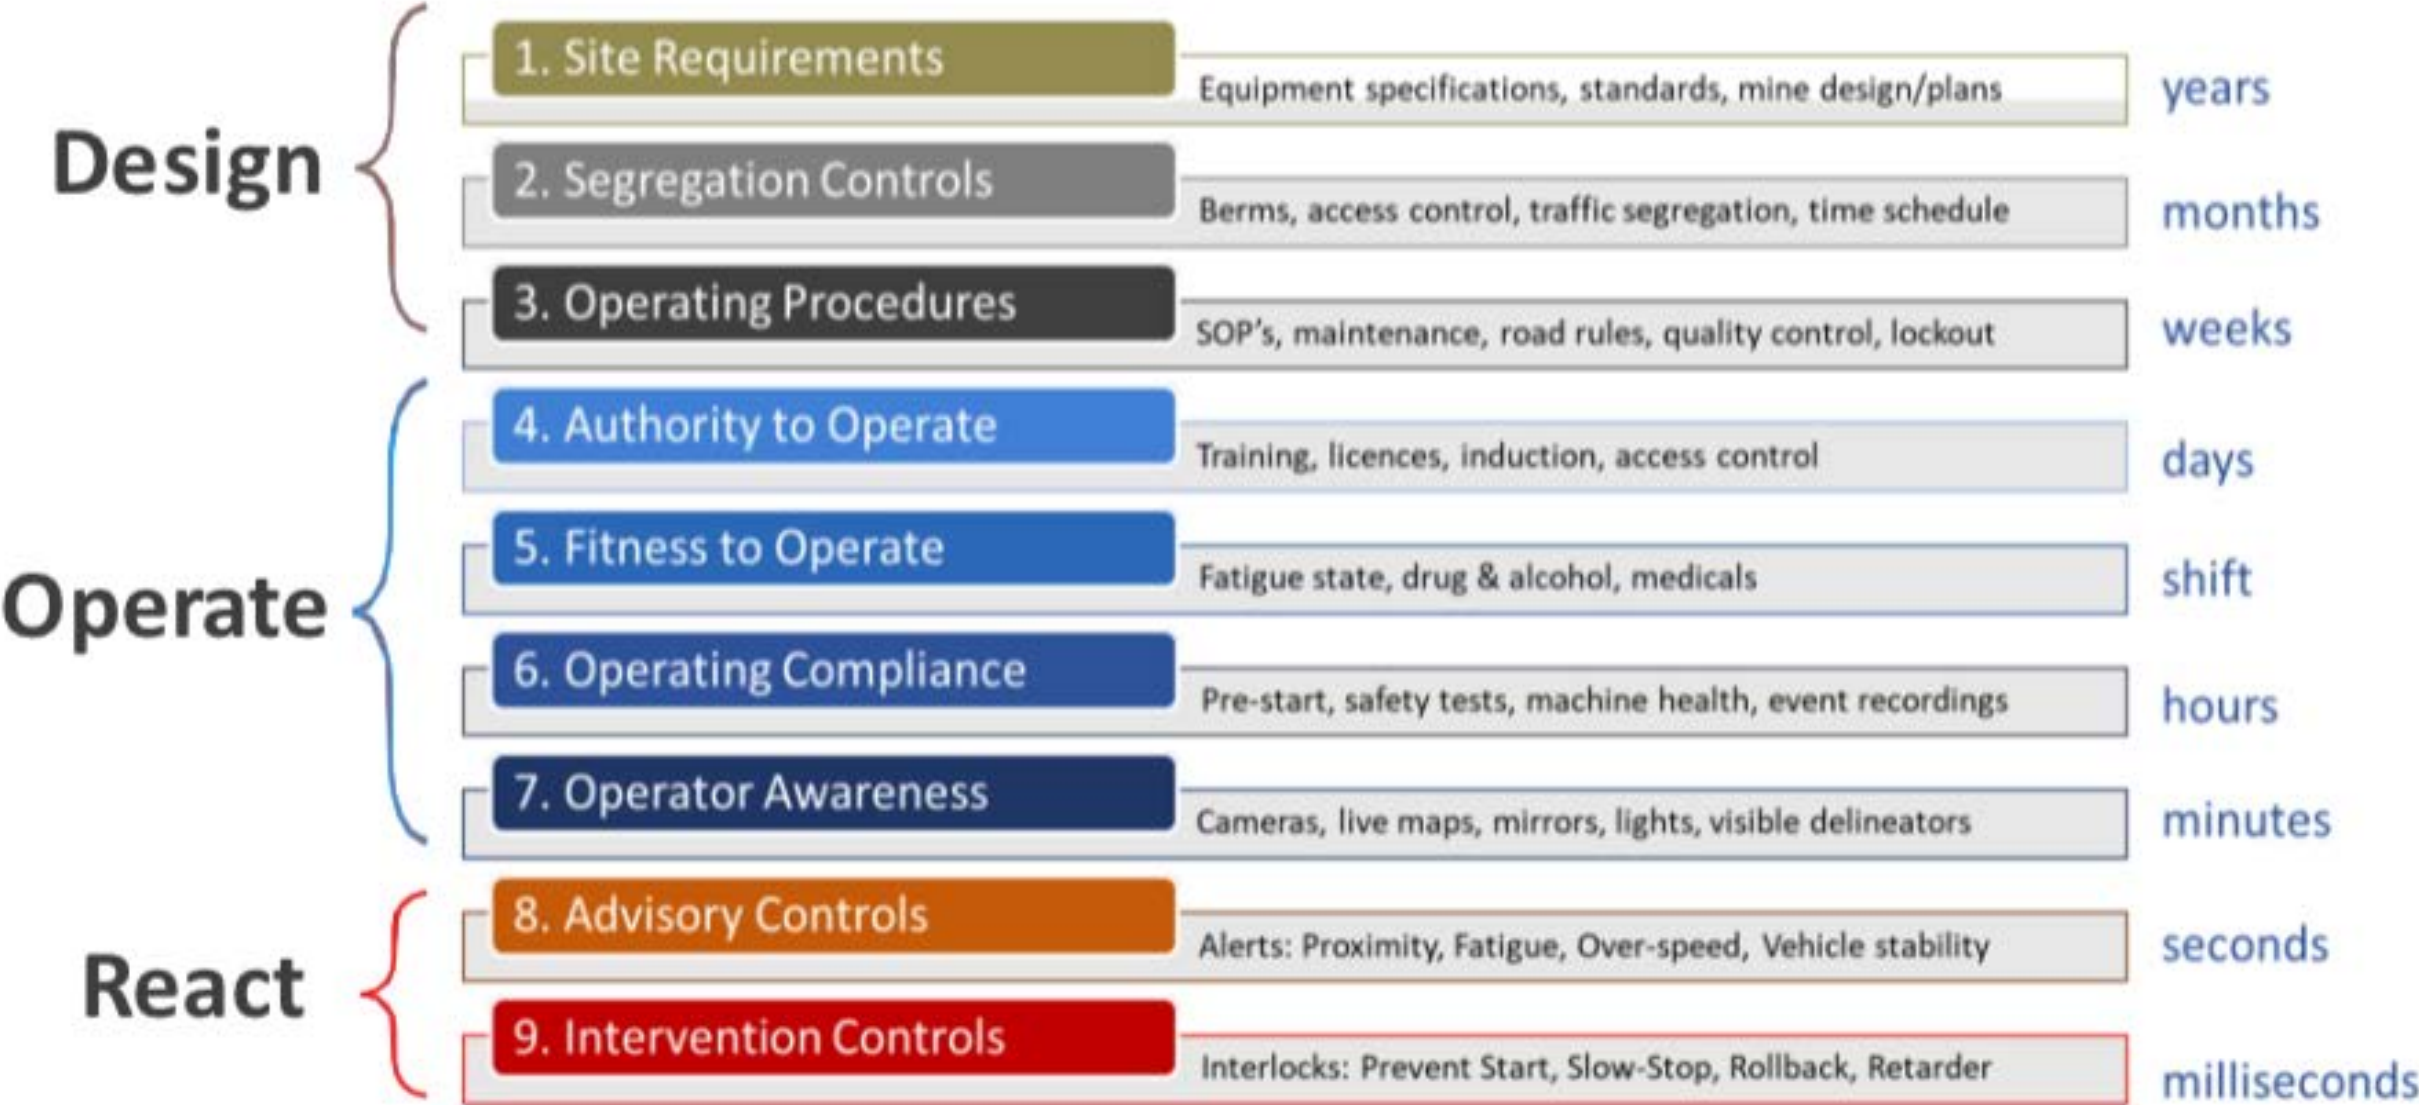 Design
1. Site Requirements
Equipment specifications, standards, mine design/plans
years
2. Segregation Controls
Berms, access control, traffic segregation, time schedule
months
3. Operating Procedures
SOP's, maintenance, road rules, quality control, lockout
weeks
Operate
4. Authority to Operate
Training, licences, induction, access control
days
5. Fitness to Operate
Fatigue state, drug & alcohol, medicals
shift
6. Operating Compliance
Pre-start, safety tests, machine health, event recordings
hours
7. Operator Awareness
Cameras, live maps, mirrors, lights, visible delineators
minutes
React
8. Advisory Controls
Alerts: Proximity, Fatigue, Over-speed, Vehicle stability
seconds
9. Intervention Controls
Interlocks: Prevent Start, Slow-Stop, Rollback, Retarder
milliseconds